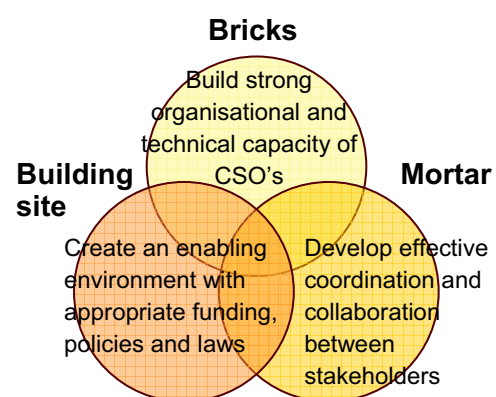 Bricks
Build strong
organisational and
technical capacity of
CSO's
Building
site
Mortar
Create an enabling
environment with
appropriate funding,
policies and laws
Develop effective
coordination and
collaboration
between
stakeholders